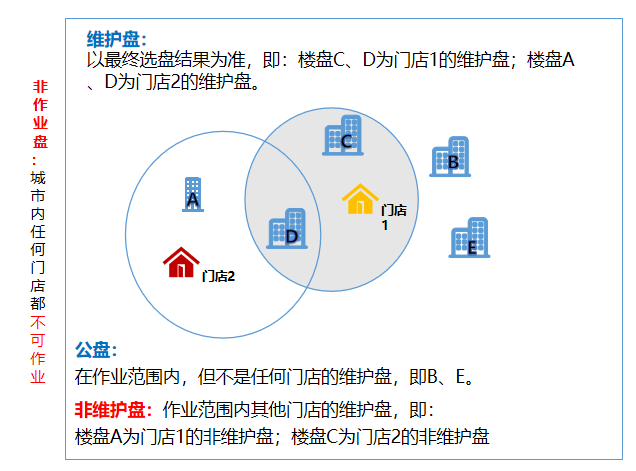 维护盘：
以最终选盘结果为准，即：楼盘C、D为门店1的维护盘；楼盘A
、D为门店2的维护盘。
非作业盘：城市内任何门店都不可作业
C
B
A
门店
1
D
E
门店2
公盘：
在作业范围内，但不是任何门店的维护盘，即B、E。
非维护盘：作业范围内其他门店的维护盘，即：
楼盘A为门店1的非维护盘；楼盘C为门店2的非维护盘